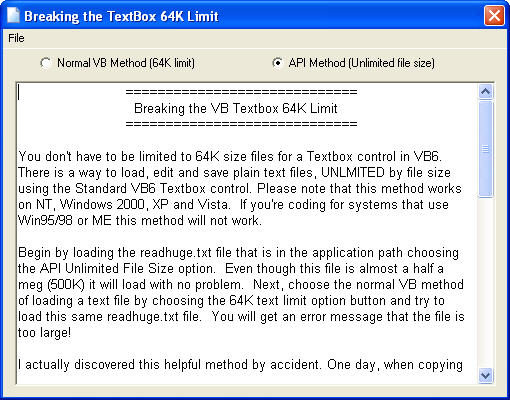 Breaking the TextBox 64K Limit
File
Normal VB Method (64K limit) API Method (Unlimited file size)
=============================
Breaking the VB Textbox 64K Limit
=============================
You don't have to be limited to 64K size files for a Textbox control in VB6.
There is a way to load, edit and save plain text files, UNLMITED by file size
using the Standard VB6 Textbox control. Please note that this method works
on NT, Windows 2000, XP and Vista.  If you're coding for systems that use
Win95/98 or ME this method will not work.
Begin by loading the readhuge.txt file that is in the application path choosing
the API Unlimited File Size option.  Even though this file is almost a half a
meg (500K) it will load with no problem.  Next, choose the normal VB method
of loading a text file by choosing the 64K text limit option button and try to
load this same readhuge.txt file.  You will get an error message that the file is
too large!
I actually discovered this helpful method by accident. One day, when copying